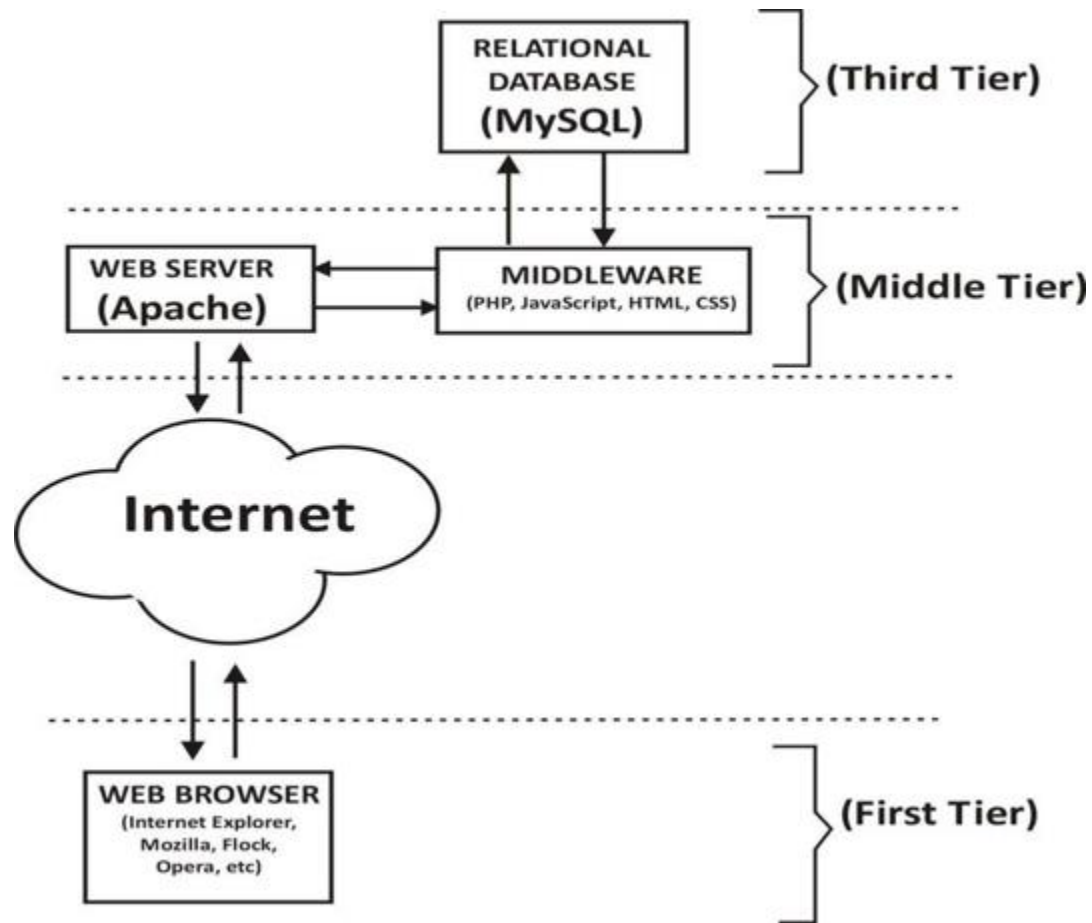 RELATIONAL
DATABASE
(MySQL)
(Third Tier)
WEB SERVER
(Apache)
MIDDLEWARE
(PHP, JavaScript, HTML, CSS)
(Middle Tier)
Internet
WEB BROWSER
(Internet Explorer,
Mozilla, Flock,
Opera, etc)
(First Tier)